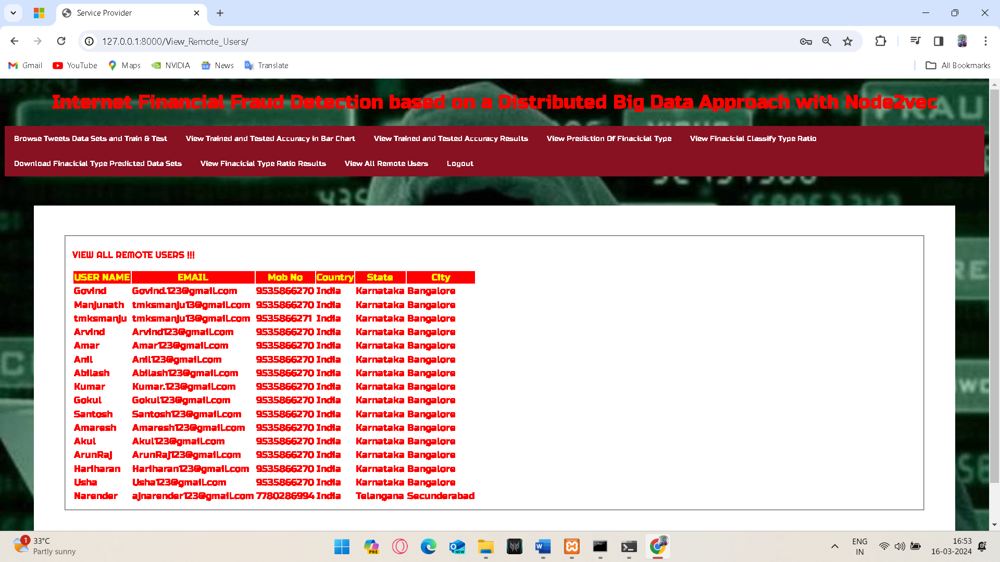 Service Provider
127.0.0.1:8000/View_Remote_Users/
Gmail YouTube Maps NVIDIA News Translate All Bookmarks
Internet Financial Fraud Detection based on a Distributed Big Data Approach with Node2vec
Browse Tweets Data Sets and Train & Test View Trained and Tested Accuracy in Bar Chart View Trained and Tested Accuracy Results View Prediction Of Finacicial Type View Finacicial Classify Type Ratio
Download Finacicial Type Predicted Data Sets View Finacicial Type Ratio Results View All Remote Users Logout
VIEW ALL REMOTE USERS !!!
USER NAME EMAIL Mob No Country State City
Govind Govind.123@gmail.com 9535866270 India Karnataka Bangalore
Manjunath tmksmanju13@gmail.com 9535866270 India Karnataka Bangalore
tmksmanju tmksmanju13@gmail.com 9535866271 India Karnataka Bangalore
Arvind Arvind123@gmail.com 9535866270 India Karnataka Bangalore
Amar Amar123@gmail.com 9535866270 India Karnataka Bangalore
Anil Anil123@gmail.com 9535866270 India Karnataka Bangalore
Abilash Abilash123@gmail.com 9535866270 India Karnataka Bangalore
Kumar Kumar.123@gmail.com 9535866270 India Karnataka Bangalore
Gokul Gokul123@gmail.com 9535866270 India Karnataka Bangalore
Santosh Santosh123@gmail.com 9535866270 India Karnataka Bangalore
Amaresh Amaresh123@gmail.com 9535866270 India Karnataka Bangalore
Akul Akul123@gmail.com 9535866270 India Karnataka Bangalore
ArunRaj ArunRaj123@gmail.com 9535866270 India Karnataka Bangalore
Hariharan Hariharan123@gmail.com 9535866270 India Karnataka Bangalore
Usha Usha123@gmail.com 9535866270 India Karnataka Bangalore
Narender ajnarender123@gmail.com 7780286994 India Telangana Secunderabad
1 33°C
Partly sunny
PRE
NEW
ENG
IN
16:53
16-03-2024